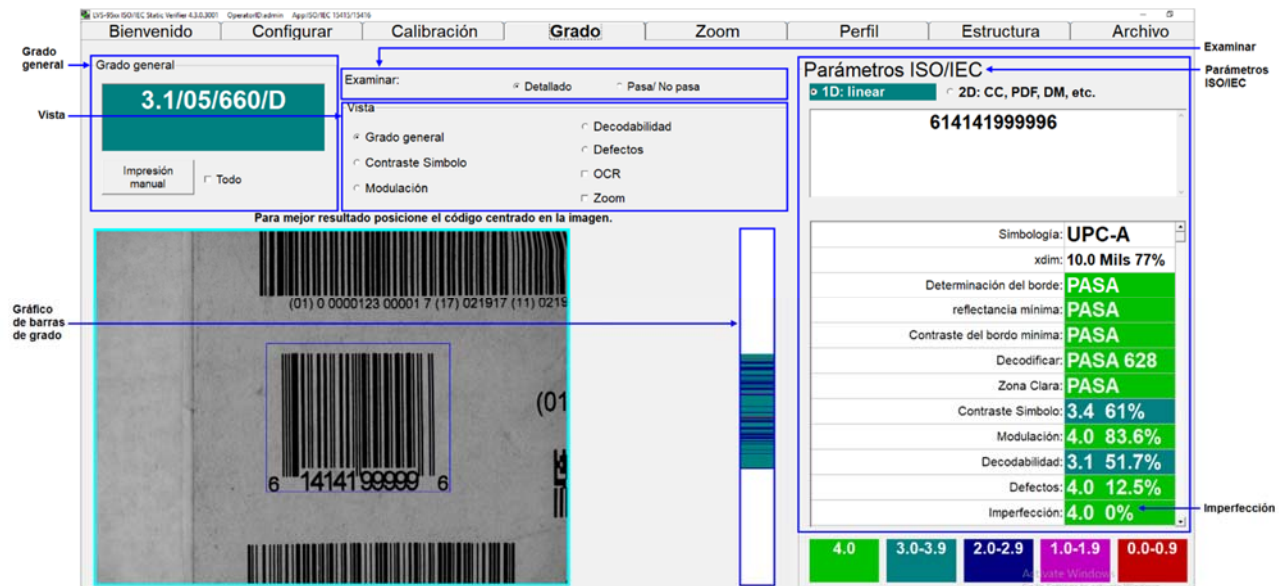 LVS-95xx ISO/IEC Static Verifier 4.3.0.3001 OperatorID:admin App:ISO/IEC 15415/15416
Bienvenido Configurar Calibración Grado Zoom Perfil Estructura Archivo
Grado
general
Grado general
3.1/05/660/D
Impresión
manual
Todo
Examinar:
Detallado
Pasa/ No pasa
Examinar
Vista
Vista
Grado general
Contraste Simbolo
Modulación
Decodabilidad
Defectos
OCR
Zoom
Para mejor resultado posicione el código centrado en la imagen.
Parámetros ISO/IEC
Parámetros
ISO/IEC
1D: linear
2D: CC, PDF, DM, etc.
614141999996
Gráfico
de barras
de grado
(01) 0 0000123 00001 7 (17) 021917 (11) 0219
(01
6 14141 99999 6
Simbología: UPC-A
xdim: 10.0 Mils 77%
Determinación del borde: PASA
reflectancia mínima: PASA
Contraste del bordo minima: PASA
Decodificar: PASA 628
Zona Clara: PASA
Contraste Simbolo: 3.4 61%
Modulación: 4.0 83.6%
Decodabilidad: 3.1 51.7%
Defectos: 4.0 12.5%
Imperfección: 4.0 0%
Imperfección
4.0 3.0-3.9 2.0-2.9 1.0-1.9 0.0-0.9
Activate Windows